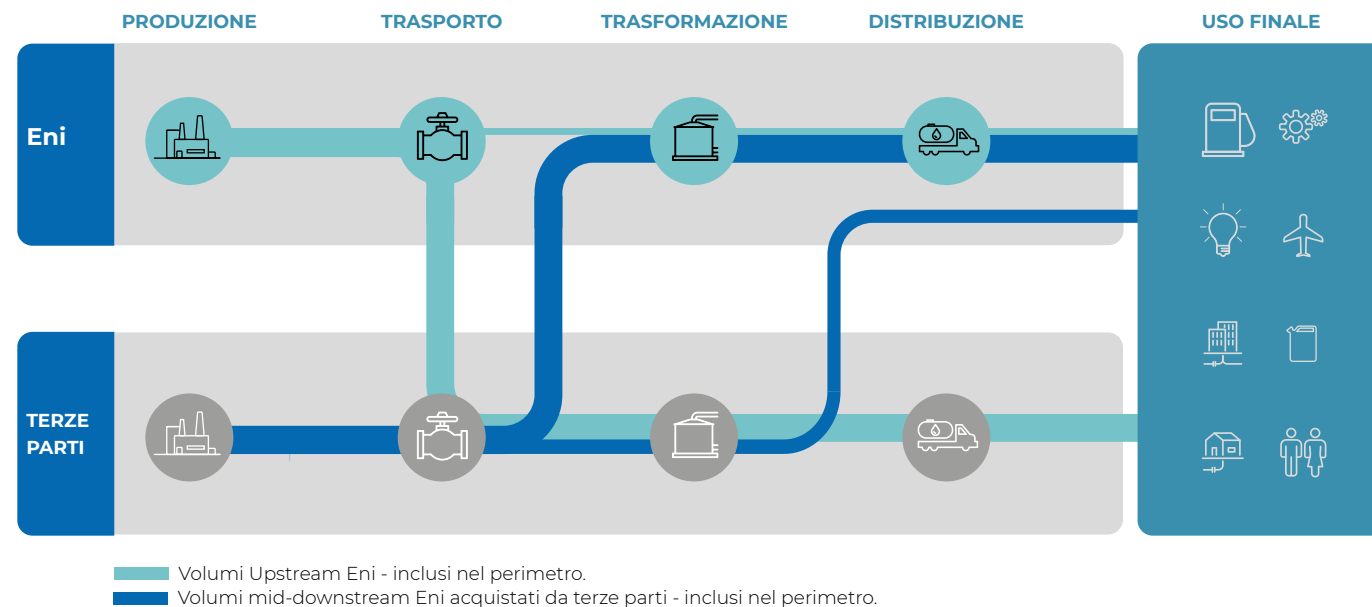 PRODUZIONE TRASPORTO TRASFORMAZIONE DISTRIBUZIONE USO FINALE
Eni
TERZE
PARTI
Volumi Upstream Eni - inclusi nel perimetro.
Volumi mid-downstream Eni acquistati da terze parti - inclusi nel perimetro.